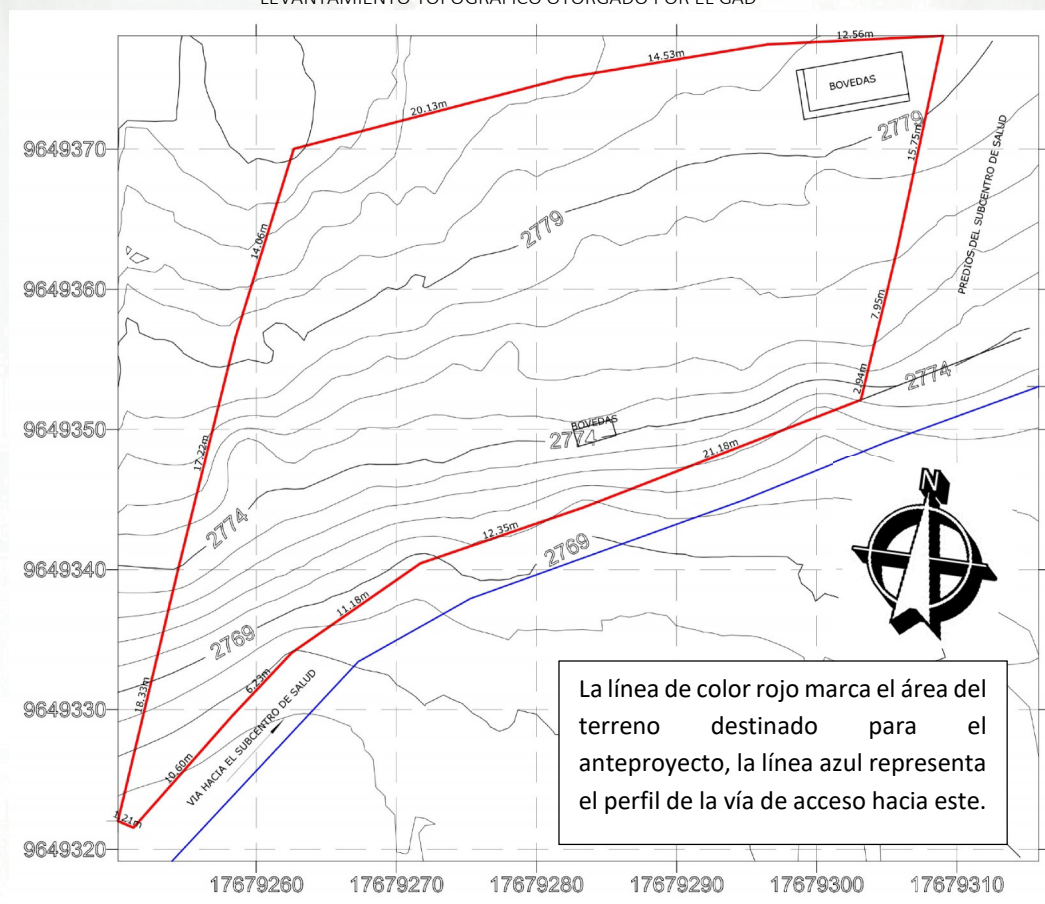 LEVANTAMIENTO TOPOGRÁFICO OTORGADO POR EL GAD
12.56m
14.53m
BOVEDAS
20.13m
2779
15.75m
9649370
PREDIOS DEL SUBCENTRO DE SALUD
2779
14.06m
9649360
7.95m
2.94m
2774
BOVEDAS
9649350
2774
21.18m
17.22m
N
2774
12.35m
2769
9649340
11.18m
2769
6.23m
18.33m
VIA HACIA EL SUBCENTRO DE SALUD
9649330
10.60m
1.21m
La línea de color rojo marca el área del
terreno destinado para el
anteproyecto, la línea azul representa
el perfil de la vía de acceso hacia este.
9649320
17679260 17679270 17679280 17679290 17679300 17679310